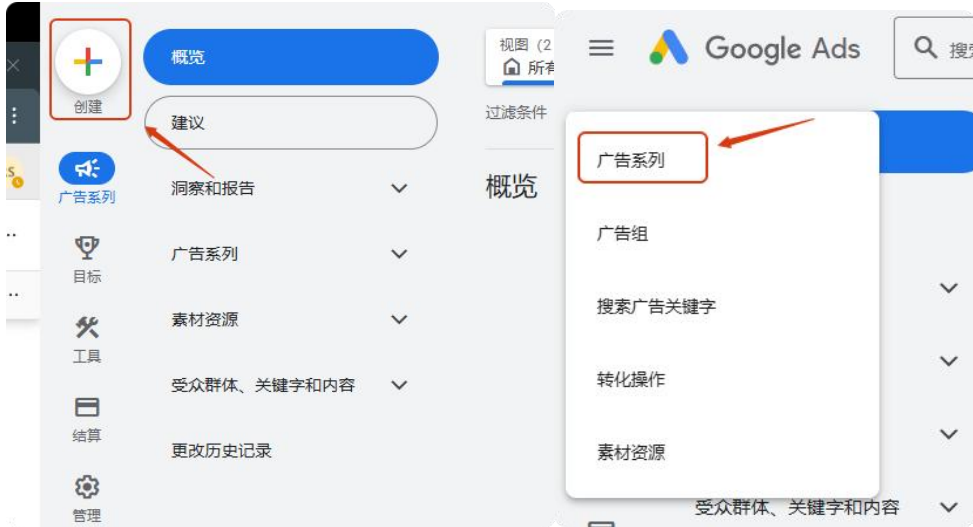 创建
概览
建议
洞察和报告
广告系列
素材资源
受众群体、关键字和内容
更改历史记录
广告系列
目标
工具
结算
管理
视图 (2
所有
过滤条件
概览
Google Ads
广告系列
广告组
搜索广告关键字
转化操作
素材资源
受众群体、关键字和内容